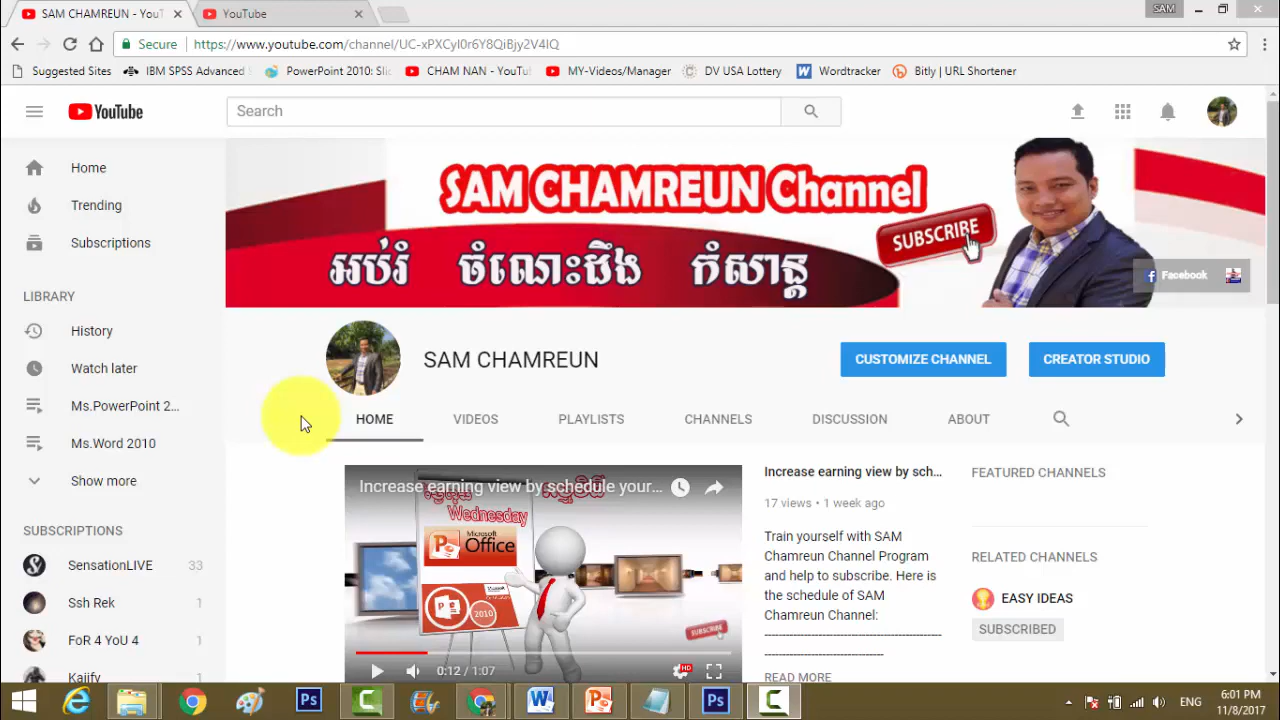 SAM CHAMREUN - YouT
YouTube
SAM
Secure
https://www.youtube.com/channel/UC-xPXCyI0r6Y8QiBjy2V4IQ
Suggested Sites
IBM SPSS Advanced
PowerPoint 2010: Slid
CHAM NAN - YouTu
MY-Videos/Manager
DV USA Lottery
Wordtracker
Bitly | URL Shortener
YouTube
Search
Home
Trending
Subscriptions
LIBRARY
History
Watch later
Ms.PowerPoint 2...
Ms.Word 2010
Show more
SUBSCRIPTIONS
SensationLIVE 33
Ssh Rek 1
FoR 4 YoU 4 1
SAM CHAMREUN Channel
SUBSCRIBE
អប់រំ ចំណេះដឹង កំសាន្ត
Facebook
SAM CHAMREUN
CUSTOMIZE CHANNEL
CREATOR STUDIO
HOME
VIDEOS
PLAYLISTS
CHANNELS
DISCUSSION
ABOUT
Increase earning view by schedule your...
Wednesday
Microsoft
Office
2010
SUBSCRIBE
0:12 / 1:07
HD
Increase earning view by sch...
17 views • 1 week ago
Train yourself with SAM
Chamreun Channel Program
and help to subscribe. Here is
the schedule of SAM
Chamreun Channel:
READ MORE
FEATURED CHANNELS
RELATED CHANNELS
EASY IDEAS
SUBSCRIBED
ENG
6:01 PM
11/8/2017